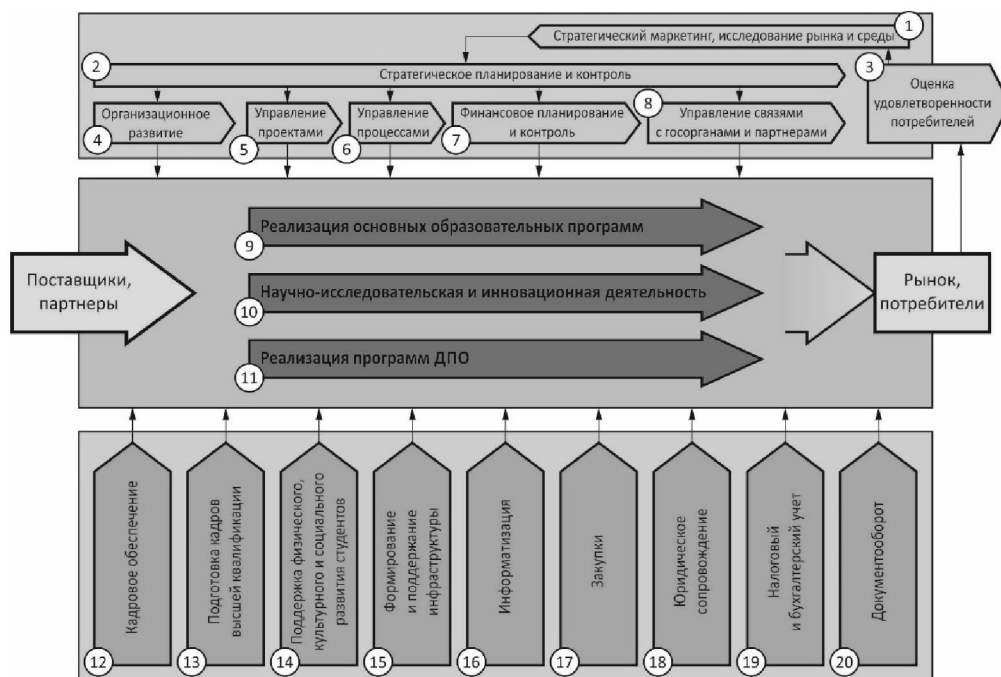 1
Стратегический маркетинг, исследование рынка и среды
2
Стратегическое планирование и контроль
3
Оценка
удовлетворенности
потребителей
4
Организационное
развитие
5
Управление
проектами
6
Управление
процессами
7
Финансовое планирование
и контроль
8
Управление связями
с госорганами и партнерами
Поставщики,
партнеры
9
Реализация основных образовательных программ
10
Научно-исследовательская и инновационная деятельность
11
Реализация программ ДПО
Рынок,
потребители
12
Кадровое обеспечение
13
Подготовка кадров
высшей квалификации
14
Поддержка физического,
культурного и социального
развития студентов
15
Формирование
и поддержание
инфраструктуры
16
Информатизация
17
Закупки
18
Юридическое
сопровождение
19
Налоговый
и бухгалтерский учет
20
Документооборот